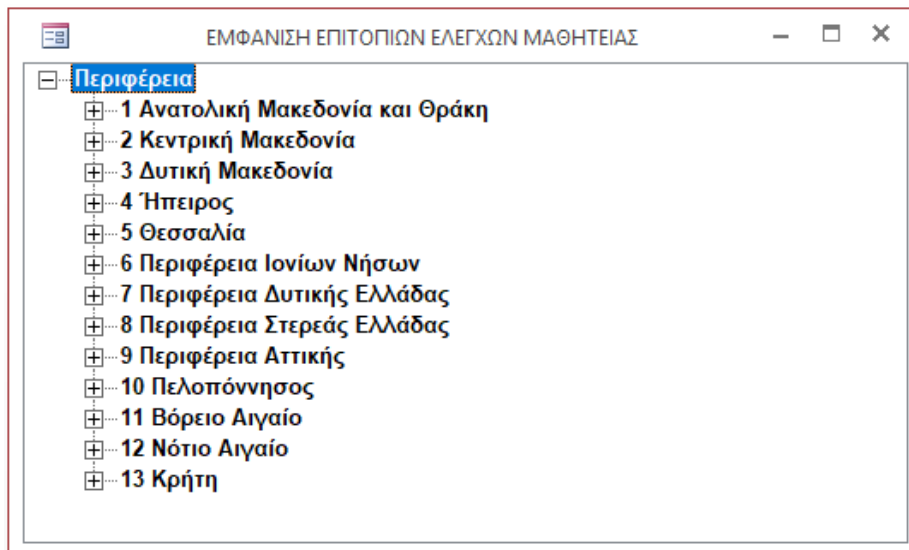 ΕΜΦΑΝΙΣΗ ΕΠΙΤΟΠΙΩΝ ΕΛΕΓΧΩΝ ΜΑΘΗΤΕΙΑΣ
Περιφέρεια
1 Ανατολική Μακεδονία και Θράκη
2 Κεντρική Μακεδονία
3 Δυτική Μακεδονία
4 Ήπειρος
5 Θεσσαλία
6 Περιφέρεια Ιονίων Νήσων
7 Περιφέρεια Δυτικής Ελλάδας
8 Περιφέρεια Στερεάς Ελλάδας
9 Περιφέρεια Αττικής
10 Πελοπόννησος
11 Βόρειο Αιγαίο
12 Νότιο Αιγαίο
13 Κρήτη